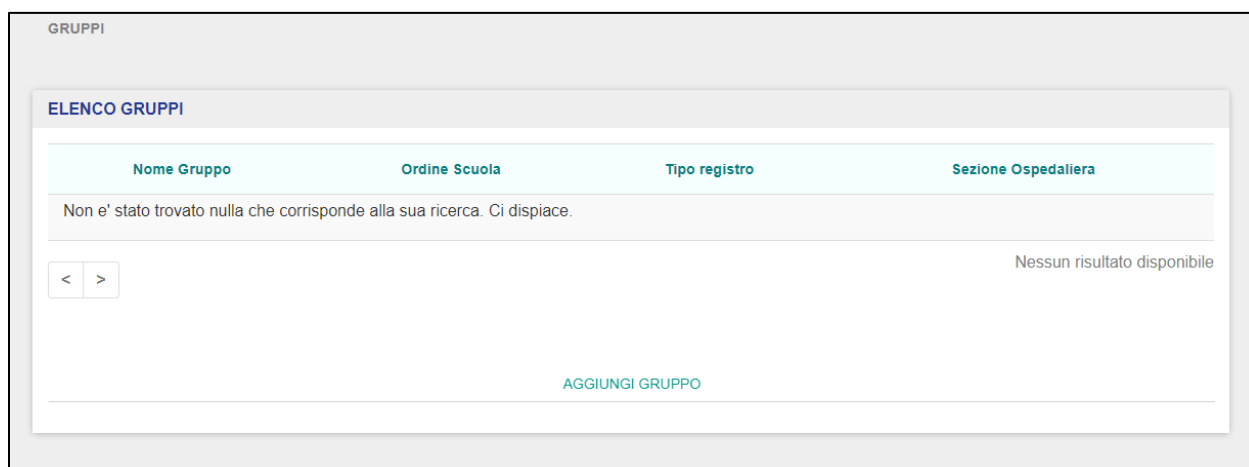 GRUPPI
ELENCO GRUPPI
Nome Gruppo Ordine Scuola Tipo registro Sezione Ospedaliera
Non e' stato trovato nulla che corrisponde alla sua ricerca. Ci dispiace.
Nessun risultato disponibile
< >
AGGIUNGI GRUPPO